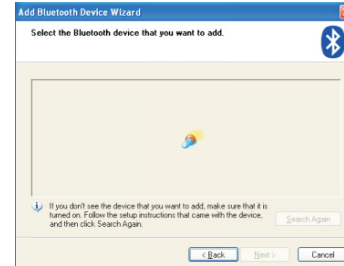 Add Bluetooth Device Wizard
Select the Bluetooth device that you want to add.
If you don't see the device that you want to add, make sure that it is
turned on. Follow the setup instructions that came with the device,
and then click Search Again.
Search Again
< Back
Next >
Cancel